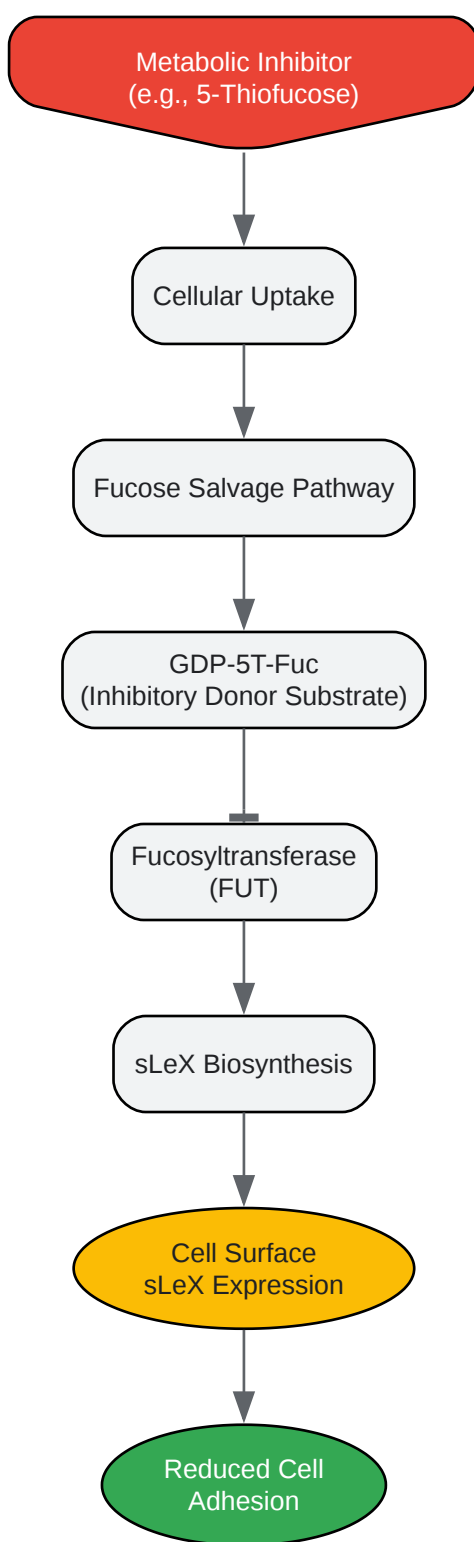 Metabolic Inhibitor
(e.g., 5-Thiofucose)
Cellular Uptake
Fucose Salvage Pathway
GDP-5T-Fuc
(Inhibitory Donor Substrate)
Fucosyltransferase
(FUT)
sLeX Biosynthesis
Cell Surface
sLeX Expression
Reduced Cell
Adhesion